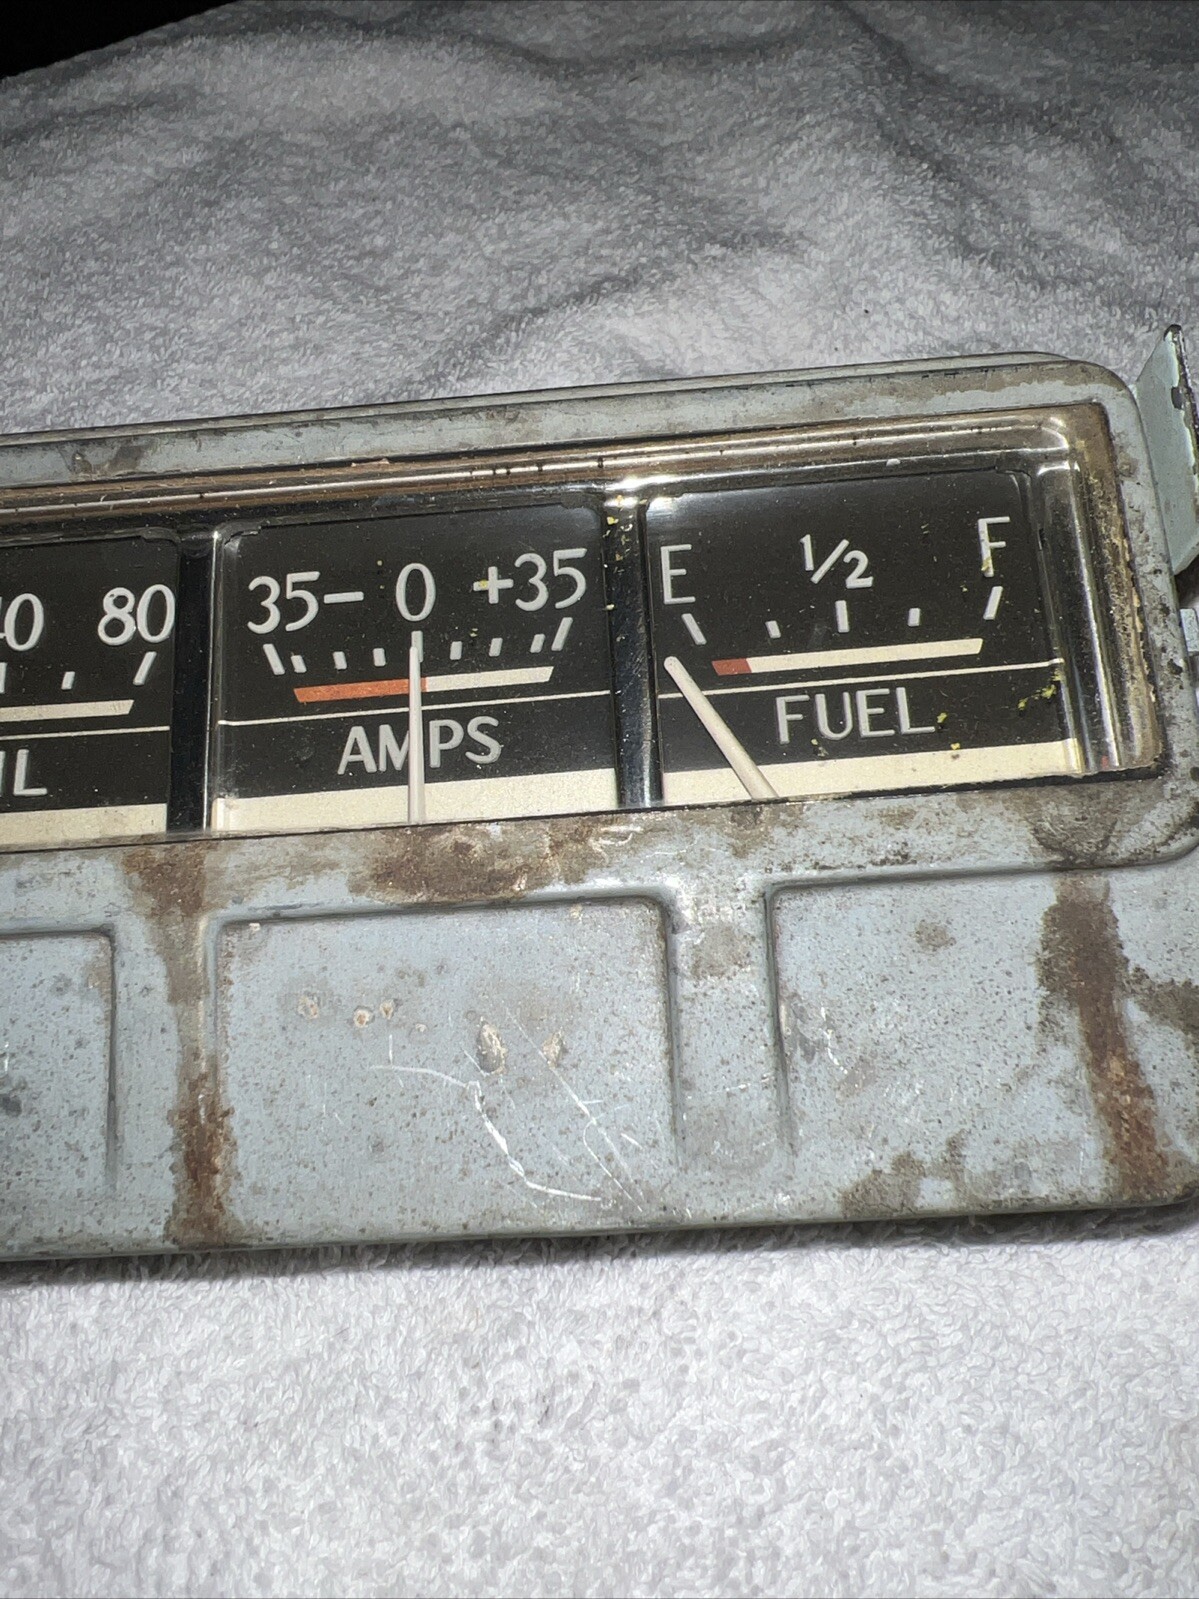 80
35- 0 +35
E 1/2 F
IL
AMPS
FUEL